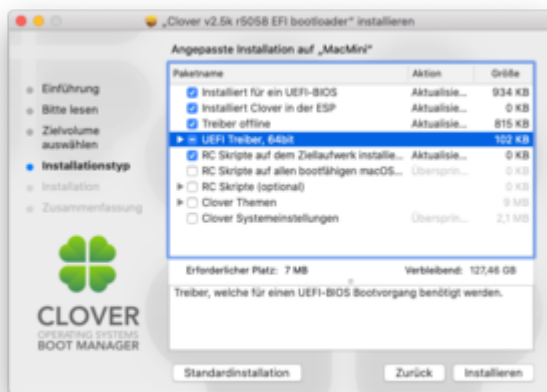 „Clover v2.5k r5058 EFI bootloader" installieren
Angepasste Installation auf „MacMini"
Einführung
Bitte lesen
Zielvolume
auswählen
Installationstyp
Installation
Zusammenfassung
Paketname Aktion Größe
Installiert für ein UEFI-BIOS Aktualisie... 934 KB
Installiert Clover in der ESP Aktualisie... 0 KB
Treiber offline Aktualisie... 815 KB
UEFI Treiber, 64bit 102 KB
RC Skripte auf dem Ziellaufwerk installie... Aktualisie... 0 KB
RC Skripte auf allen bootfähigen macOS... Übersprin... 0 KB
RC Skripte (optional) 0 KB
Clover Themen 9 MB
Clover Systemeinstellungen Übersprin... 2,1 MB
Erforderlicher Platz: 7 MB Verbleibend: 127,46 GB
Treiber, welche für einen UEFI-BIOS Bootvorgang benötigt werden.
CLOVER
OPERATING SYSTEMS
BOOT MANAGER
Standardinstallation Zurück Installieren